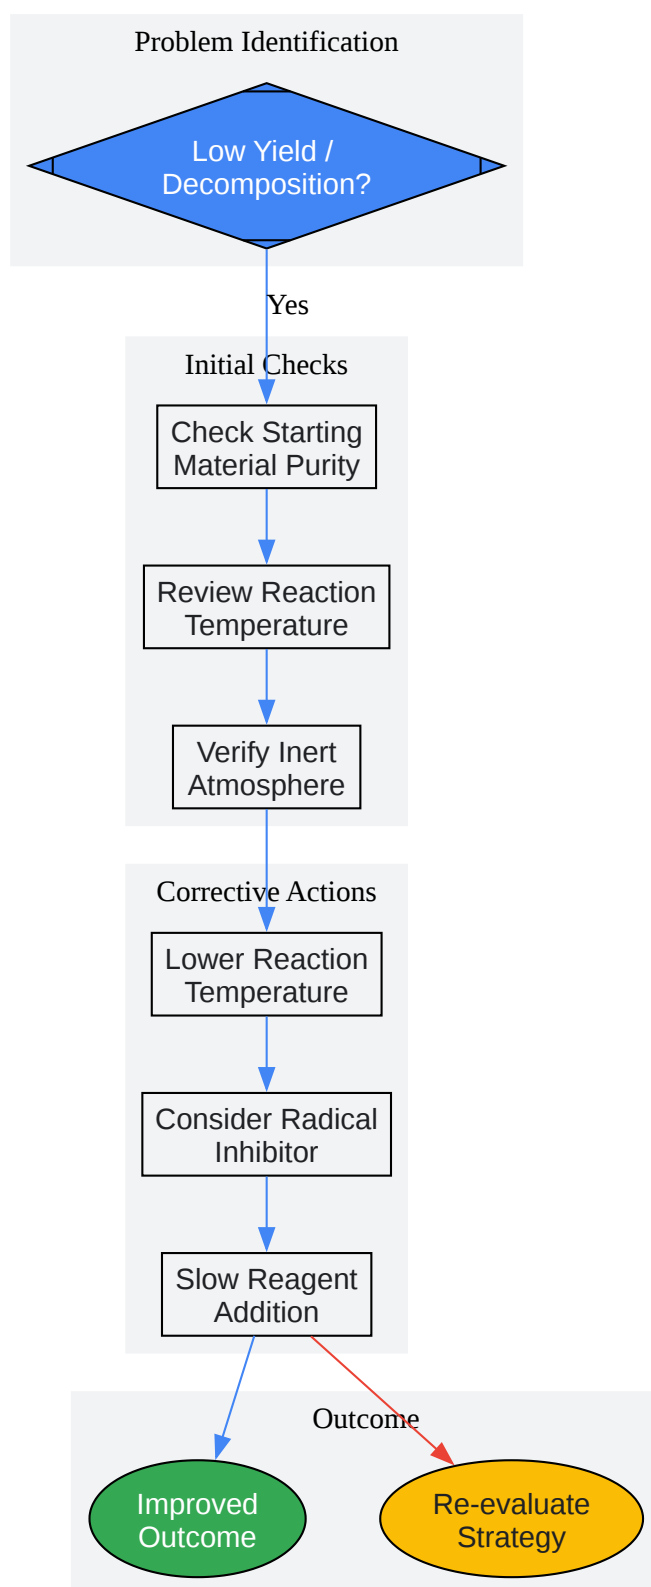 Problem Identification
Low Yield /
Decomposition?
Yes
Initial Checks
Check Starting
Material Purity
Review Reaction
Temperature
Verify Inert
Atmosphere
Corrective Actions
Lower Reaction
Temperature
Consider Radical
Inhibitor
Slow Reagent
Addition
Outcome
Improved
Outcome
Re-evaluate
Strategy